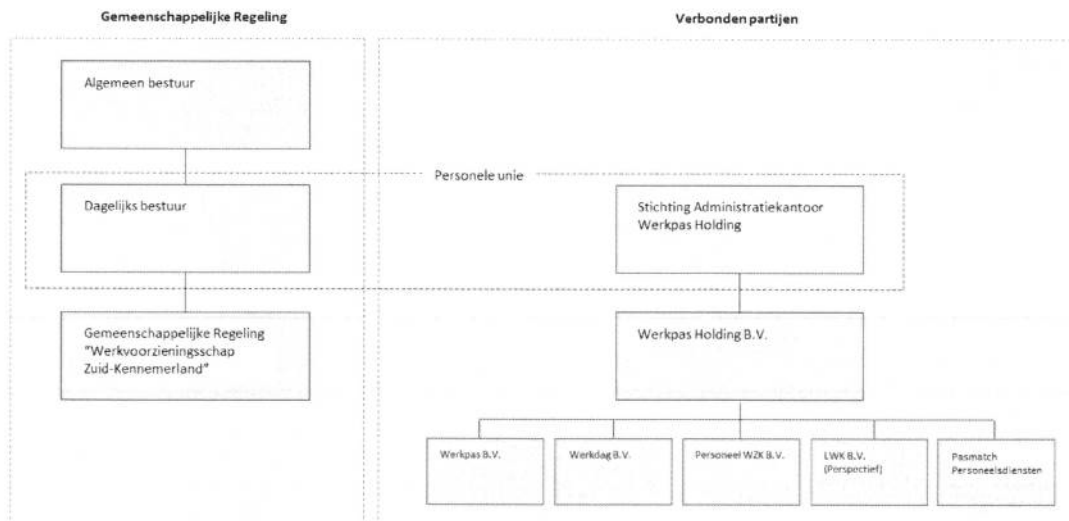 Gemeenschappelijke Regeling
Verbonden partijen
Algemeen bestuur
Personele unie
Dagelijks bestuur
Stichting Administratiekantoor
Werkpas Holding
Gemeenschappelijke Regeling
"Werkvoorzieningsschap
Zuid-Kennemerland"
Werkpas Holding B.V.
Werkpas B.V.
Werkdag B.V.
Personeel WZK B.V.
LWK B.V.
(Perspectief)
Pasmatch
Personeelsdiensten